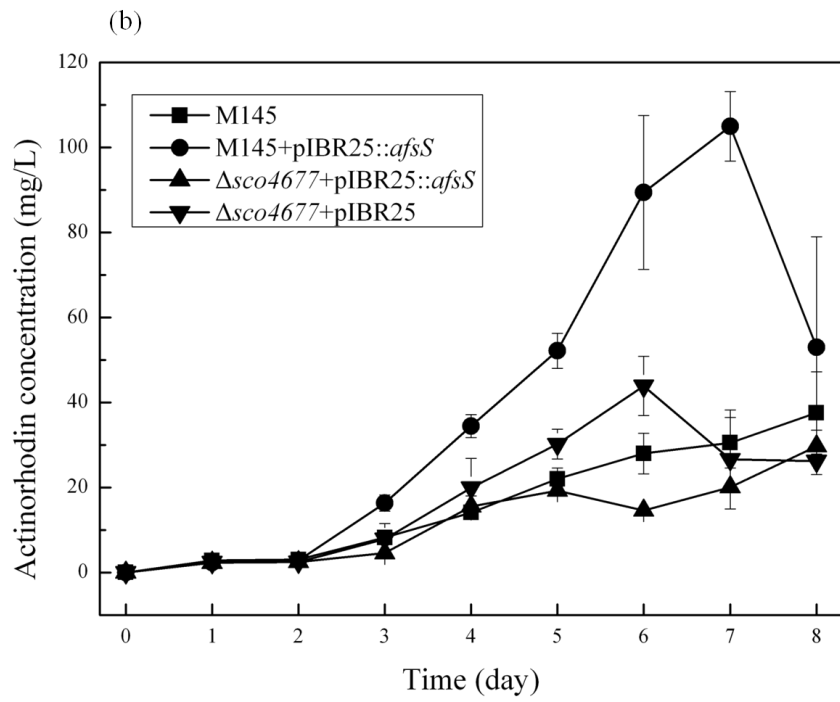 (b)
Actinorhodin concentration (mg/L)
120
100
80
60
40
20
0
M145
M145+pIBR25::afsS
Δsco4677+pIBR25::afsS
Δsco4677+pIBR25
0 1 2 3 4 5 6 7 8
Time (day)